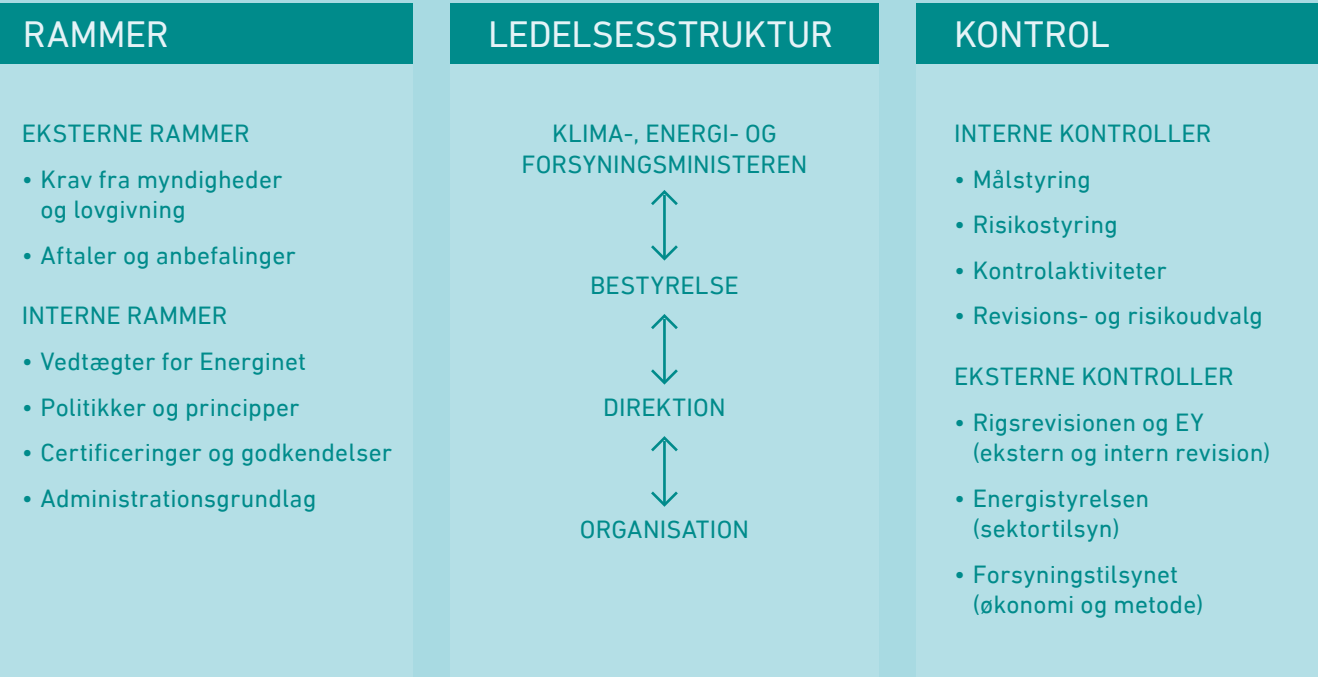 RAMMER
EKSTERNE RAMMER
• Krav fra myndigheder
og lovgivning
• Aftaler og anbefalinger
INTERNE RAMMER
• Vedtægter for Energinet
• Politikker og principper
• Certificeringer og godkendelser
• Administrationsgrundlag
LEDELSESSTRUKTUR
KLIMA-, ENERGI- OG
FORSYNINGSMINISTEREN
BESTYRELSE
DIREKTION
ORGANISATION
KONTROL
INTERNE KONTROLLER
• Målstyring
• Risikostyring
• Kontrolaktiviteter
• Revisions- og risikoudvalg
EKSTERNE KONTROLLER
• Rigsrevisionen og EY
(ekstern og intern revision)
• Energistyrelsen
(sektortilsyn)
• Forsyningstilsynet
(økonomi og metode)